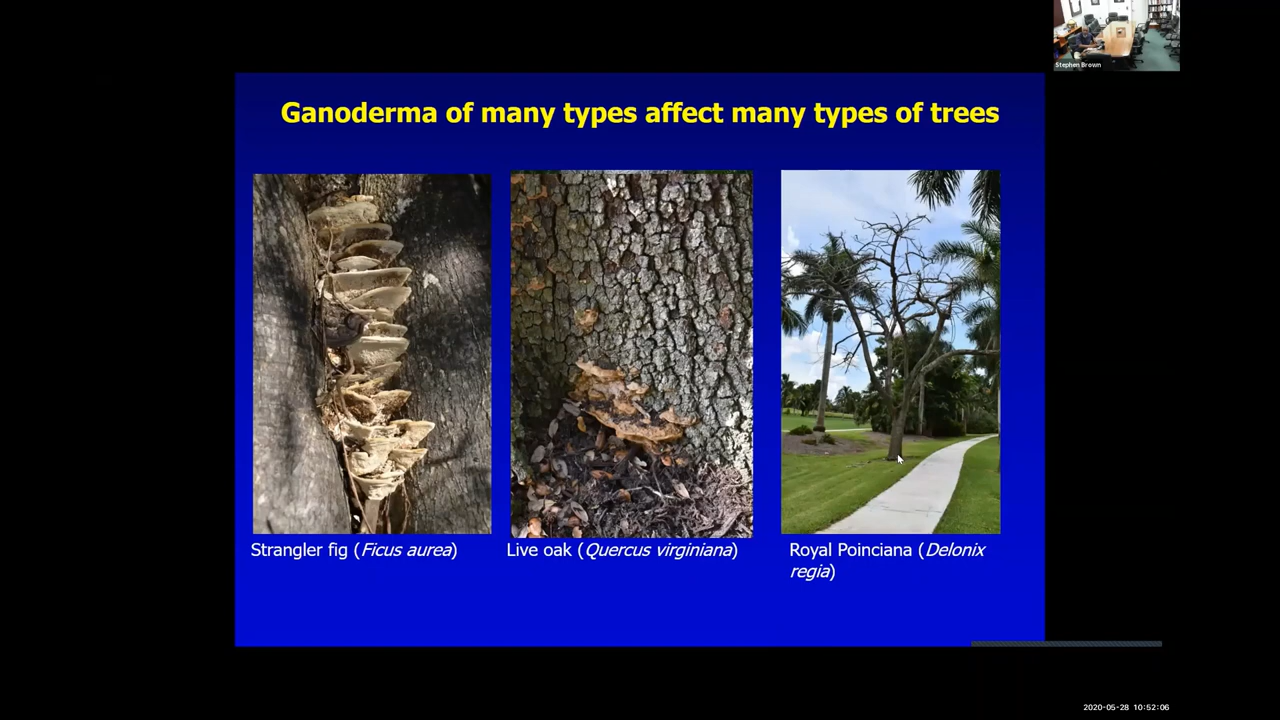 Stephen Brown
Ganoderma of many types affect many types of trees
Strangler fig (Ficus aurea)
Live oak (Quercus virginiana)
Royal Poinciana (Delonix
regia)
2020-05-28 10:52:06